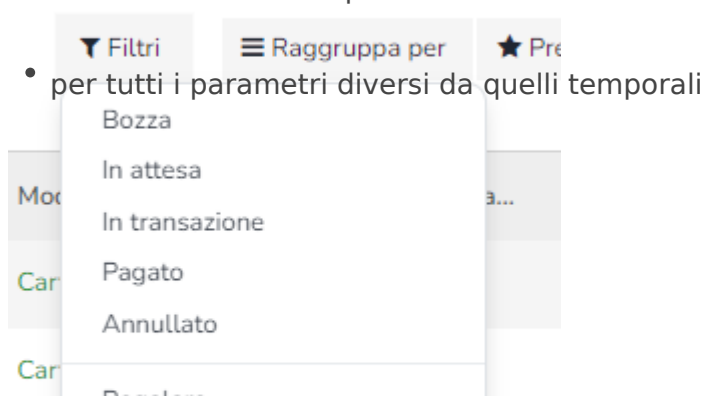 Filtri Raggruppa per Pre
• per tutti i parametri diversi da quelli temporali
Bozza
In attesa
Mod a...
In transazione
Pagato
Car
Annullato
Car